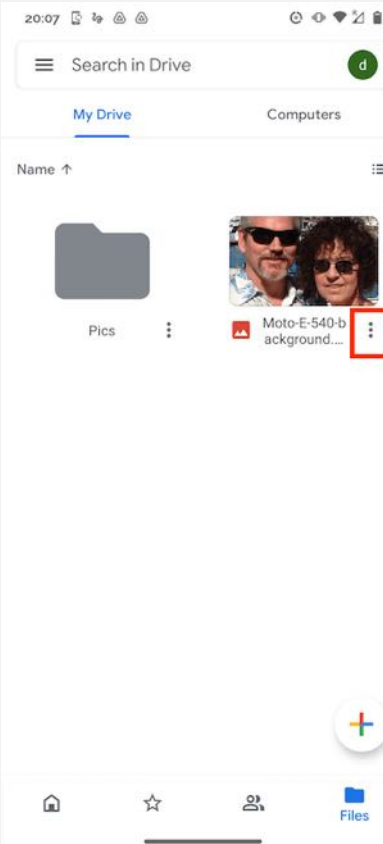 20:07
Search in Drive
d
My Drive
Computers
Name ↑
Pics
Moto-E-540-b
ackground....
Files